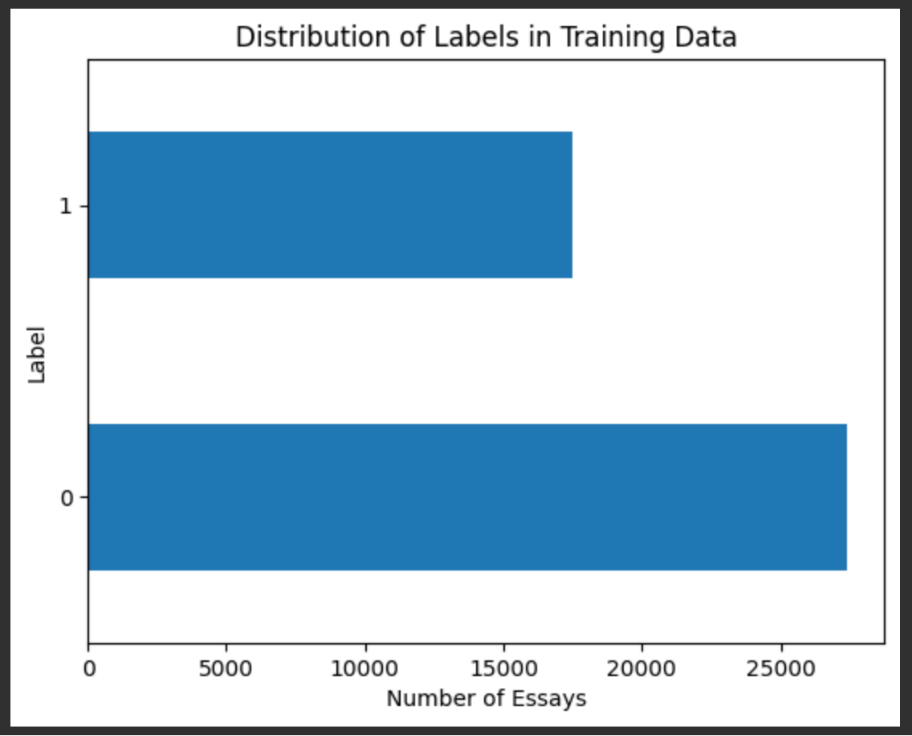 Distribution of Labels in Training Data
1
Label
0
0 5000 10000 15000 20000 25000
Number of Essays